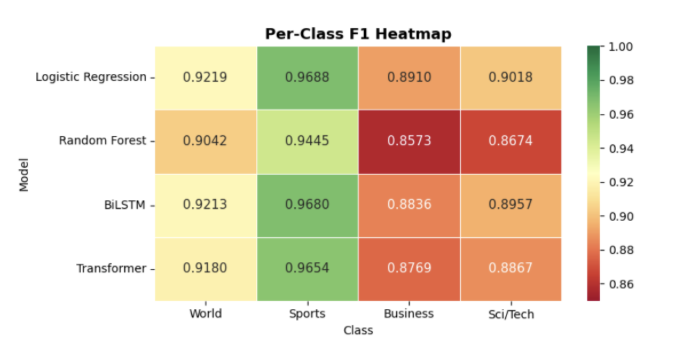 Per-Class F1 Heatmap
Model
Logistic Regression 0.9219 0.9688 0.8910 0.9018
Random Forest 0.9042 0.9445 0.8573 0.8674
BiLSTM 0.9213 0.9680 0.8836 0.8957
Transformer 0.9180 0.9654 0.8769 0.8867
World Sports Business Sci/Tech
Class
1.00
0.98
0.96
0.94
0.92
0.90
0.88
0.86